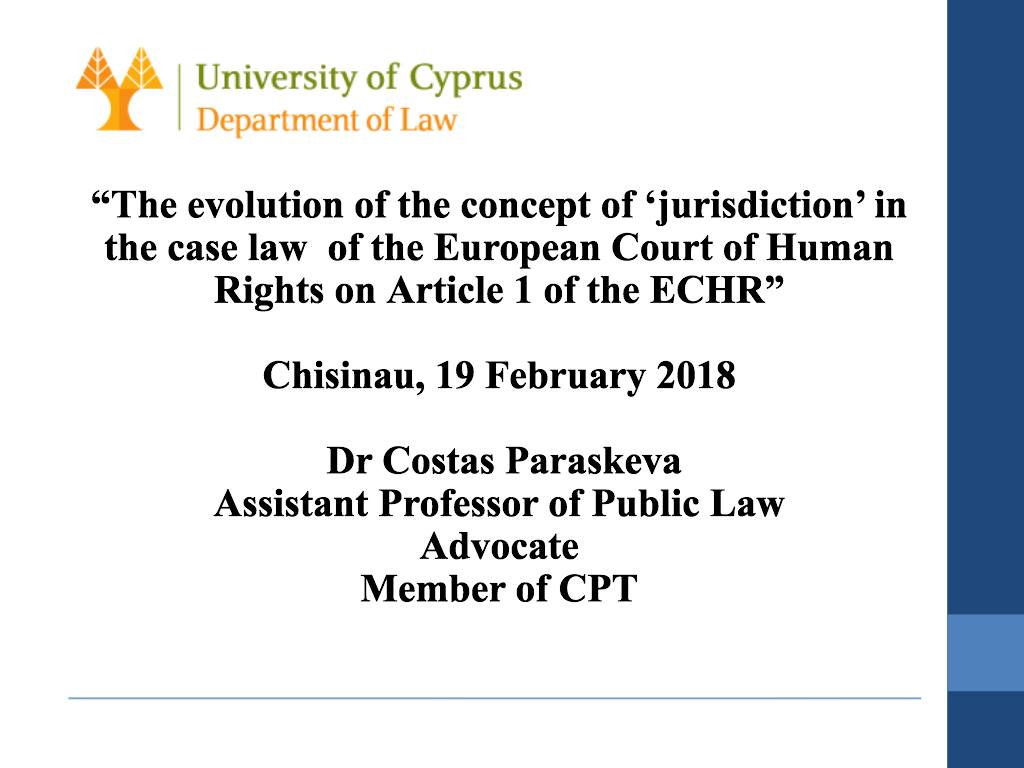 University of Cyprus
Department of Law
“The evolution of the concept of ‘jurisdiction’ in
the case law  of the European Court of Human
Rights on Article 1 of the ECHR”
Chisinau, 19 February 2018
Dr Costas Paraskeva
Assistant Professor of Public Law
Advocate
Member of CPT